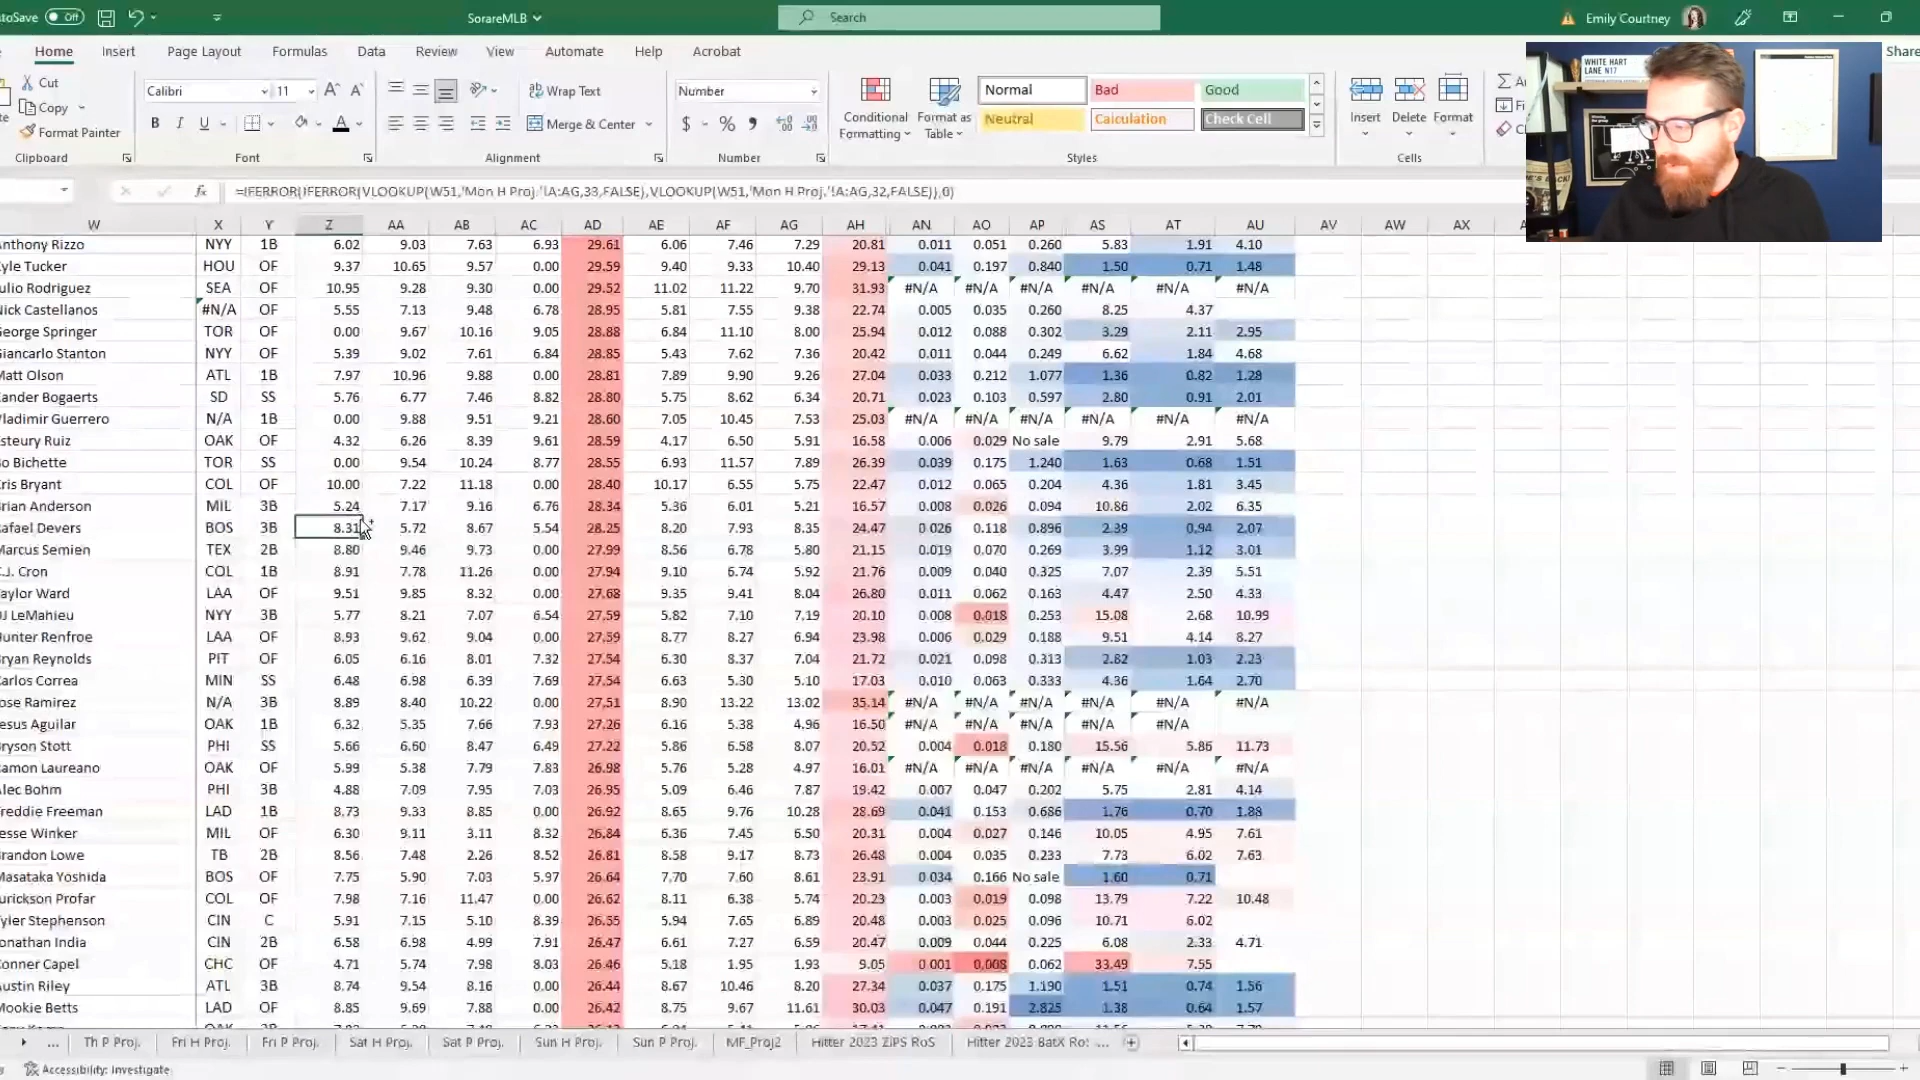 toSave Off SorareMLB Search Emily Courtney
Home Insert Page Layout Formulas Data Review View Automate Help Acrobat Share
Cut Calibri 11 Wrap Text Number Conditional Formatting Format as Table Normal Bad Good Insert Delete Format
Copy Merge & Center $ % Neutral Calculation Check Cell
Format Painter B I U
Clipboard Font Alignment Number Styles Cells
WHITE HART
LANE N17
=IFERROR(IFERROR(VLOOKUP(W51,'Mon H Proj.'!A:AG,33,FALSE),VLOOKUP(W51,'Mon H Proj.'!A:AG,32,FALSE)),0)
W X Y Z AA AB AC AD AE AF AG AH AN AO AP AS AT AU AV AW AX AY
Anthony Rizzo NYY 1B 6.02 9.03 7.63 6.93 29.61 6.06 7.46 7.29 20.81 0.011 0.051 0.260 5.83 1.91 4.10
Kyle Tucker HOU OF 9.37 10.65 9.57 0.00 29.59 9.40 9.33 10.40 29.13 0.041 0.197 0.840 1.50 0.71 1.48
ulio Rodriguez SEA OF 10.95 9.28 9.30 0.00 29.52 11.02 11.22 9.70 31.93 #N/A #N/A #N/A #N/A #N/A #N/A
Nick Castellanos #N/A OF 5.55 7.13 9.48 6.78 28.95 5.81 7.55 9.38 22.74 0.005 0.035 0.260 8.25 4.37
George Springer TOR OF 0.00 9.67 10.16 9.05 28.88 6.84 11.10 8.00 25.94 0.012 0.088 0.302 3.29 2.11 2.95
Giancarlo Stanton NYY OF 5.39 9.02 7.61 6.84 28.85 5.43 7.62 7.36 20.42 0.011 0.044 0.249 6.62 1.84 4.68
Matt Olson ATL 1B 7.97 10.96 9.88 0.00 28.81 7.89 9.90 9.26 27.04 0.033 0.212 1.077 1.36 0.82 1.28
Xander Bogaerts SD SS 5.76 6.77 7.46 8.82 28.80 5.75 8.62 6.34 20.71 0.023 0.103 0.597 2.80 0.91 2.01
Vladimir Guerrero N/A 1B 0.00 9.88 9.51 9.21 28.60 7.05 10.45 7.53 25.03 #N/A #N/A #N/A #N/A #N/A #N/A
Esteury Ruiz OAK OF 4.32 6.26 8.39 9.61 28.59 4.17 6.50 5.91 16.58 0.006 0.029 No sale 9.79 2.91 5.68
Bo Bichette TOR SS 0.00 9.54 10.24 8.77 28.55 6.93 11.57 7.89 26.39 0.039 0.175 1.240 1.63 0.68 1.51
Kris Bryant COL OF 10.00 7.22 11.18 0.00 28.40 10.17 6.55 5.75 22.47 0.012 0.065 0.204 4.36 1.81 3.45
Brian Anderson MIL 3B 5.24 7.17 9.16 6.76 28.34 5.36 6.01 5.21 16.57 0.008 0.026 0.094 10.86 2.02 6.35
Rafael Devers BOS 3B 8.31 5.72 8.67 5.54 28.25 8.20 7.93 8.35 24.47 0.026 0.118 0.896 2.39 0.94 2.07
Marcus Semien TEX 2B 8.80 9.46 9.73 0.00 27.99 8.56 6.78 5.80 21.15 0.019 0.070 0.269 3.99 1.12 3.01
C.J. Cron COL 1B 8.91 7.78 11.26 0.00 27.94 9.10 6.74 5.92 21.76 0.009 0.040 0.325 7.07 2.39 5.51
Taylor Ward LAA OF 9.51 9.85 8.32 0.00 27.68 9.35 9.41 8.04 26.80 0.011 0.062 0.163 4.47 2.50 4.33
DJ LeMahieu NYY 3B 5.77 8.21 7.07 6.54 27.59 5.82 7.10 7.19 20.10 0.008 0.018 0.253 15.08 2.68 10.99
Hunter Renfroe LAA OF 8.93 9.62 9.04 0.00 27.59 8.77 8.27 6.94 23.98 0.006 0.029 0.188 9.51 4.14 8.27
Bryan Reynolds PIT OF 6.05 6.16 8.01 7.32 27.54 6.30 8.37 7.04 21.72 0.021 0.098 0.313 2.82 1.03 2.23
Carlos Correa MIN SS 6.48 6.98 6.39 7.69 27.54 6.63 5.30 5.10 17.03 0.010 0.063 0.333 4.36 1.64 2.70
ose Ramirez N/A 3B 8.89 8.40 10.22 0.00 27.51 8.90 13.22 13.02 35.14 #N/A #N/A #N/A #N/A #N/A #N/A
esus Aguilar OAK 1B 6.32 5.35 7.66 7.93 27.26 6.16 5.38 4.96 16.50 #N/A #N/A #N/A #N/A #N/A
Bryson Stott PHI SS 5.66 6.60 8.47 6.49 27.22 5.86 6.58 8.07 20.52 0.004 0.018 0.180 15.56 5.86 11.73
Ramon Laureano OAK OF 5.99 5.38 7.79 7.83 26.98 5.76 5.28 4.97 16.01 #N/A #N/A #N/A #N/A #N/A #N/A
Alec Bohm PHI 3B 4.88 7.09 7.95 7.03 26.95 5.09 6.46 7.87 19.42 0.007 0.047 0.202 5.75 2.81 4.14
Freddie Freeman LAD 1B 8.73 9.33 8.85 0.00 26.92 8.65 9.76 10.28 28.69 0.041 0.153 0.686 1.76 0.70 1.88
esse Winker MIL OF 6.30 9.11 3.11 8.32 26.84 6.36 7.45 6.50 20.31 0.004 0.027 0.146 10.05 4.95 7.61
Brandon Lowe TB 2B 8.56 7.48 2.26 8.52 26.81 8.58 9.17 8.73 26.48 0.004 0.035 0.233 7.73 6.02 7.63
Masataka Yoshida BOS OF 7.75 5.90 7.03 5.97 26.64 7.70 7.60 8.61 23.91 0.034 0.166 No sale 1.60 0.71
urickson Profar COL OF 7.98 7.16 11.47 0.00 26.62 8.11 6.38 5.74 20.23 0.003 0.019 0.098 13.79 7.22 10.48
Tyler Stephenson CIN C 5.91 7.15 5.10 8.39 26.55 5.94 7.65 6.89 20.48 0.003 0.025 0.096 10.71 6.02
onathan India CIN 2B 6.58 6.98 4.99 7.91 26.47 6.61 7.27 6.59 20.47 0.009 0.044 0.225 6.08 2.33 4.71
Conner Capel CHC OF 4.71 5.74 7.98 8.03 26.46 5.18 1.95 1.93 9.05 0.001 0.008 0.062 33.49 7.55
Austin Riley ATL 3B 8.74 9.54 8.16 0.00 26.44 8.67 10.46 8.20 27.34 0.037 0.175 1.190 1.51 0.74 1.56
Mookie Betts LAD OF 8.85 9.69 7.88 0.00 26.42 8.75 9.67 11.61 30.03 0.047 0.191 2.825 1.38 0.64 1.57
... Th P Proj. Fri H Proj. Fri P Proj. Sat H Proj. Sat P Proj. Sun H Proj. Sun P Proj. MF_Proj2 Hitter 2023 ZiPS RoS Hitter 2023 BatX Ros ...
Accessibility: Investigate